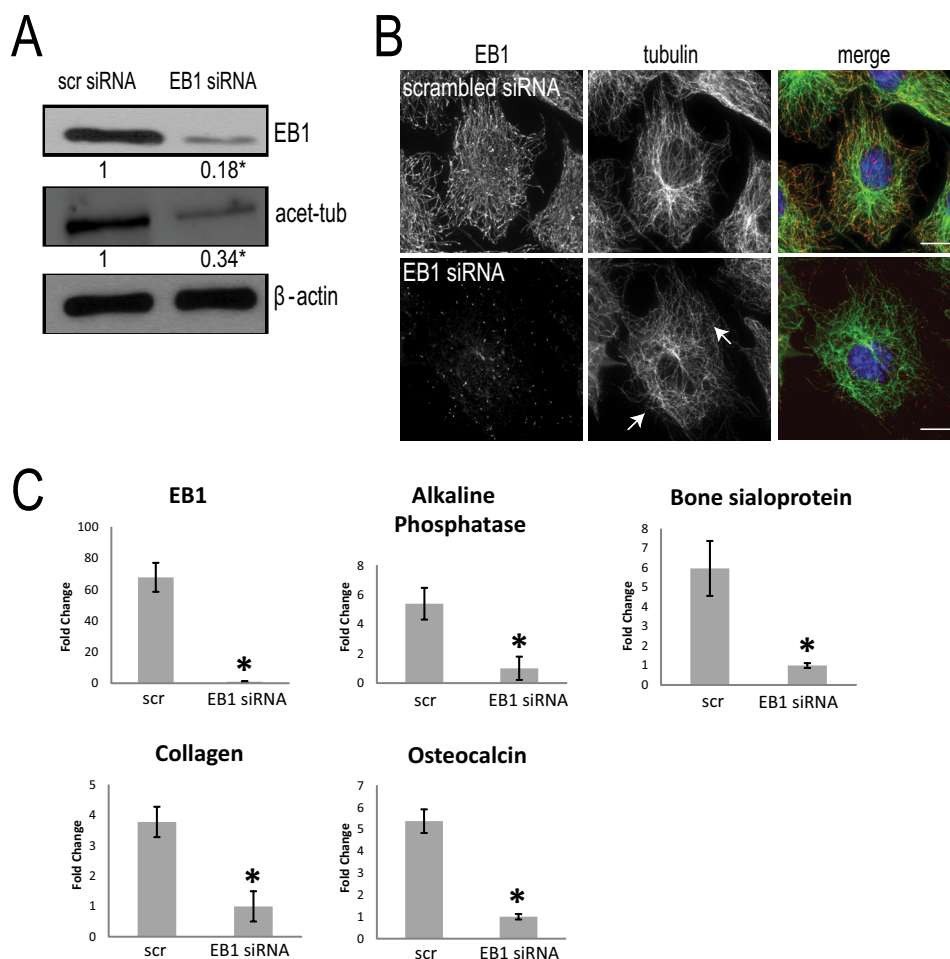 A
scr siRNA EB1 siRNA
EB1
1 0.18*
acet-tub
1 0.34*
β-actin
B
EB1 tubulin merge
scrambled siRNA
EB1 siRNA
C
EB1
Fold Change
100
80
60
40
20
0
*
scr EB1 siRNA
Alkaline
Phosphatase
Fold Change
8
6
4
2
0
*
scr EB1 siRNA
Bone sialoprotein
Fold Change
8
7
6
5
4
3
2
1
0
*
scr EB1 siRNA
Collagen
Fold Change
5
4
3
2
1
0
*
scr EB1 siRNA
Osteocalcin
Fold Change
7
6
5
4
3
2
1
0
*
scr EB1 siRNA